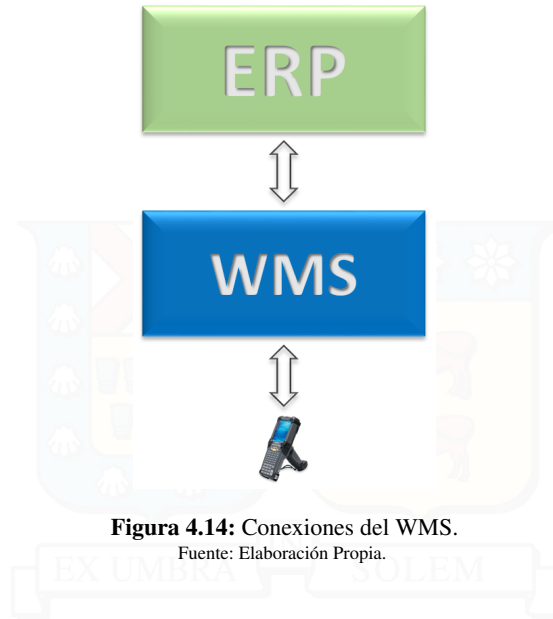 ERP
WMS
Figura 4.14: Conexiones del WMS.
Fuente: Elaboración Propia.
EX UMBRA SOLEM